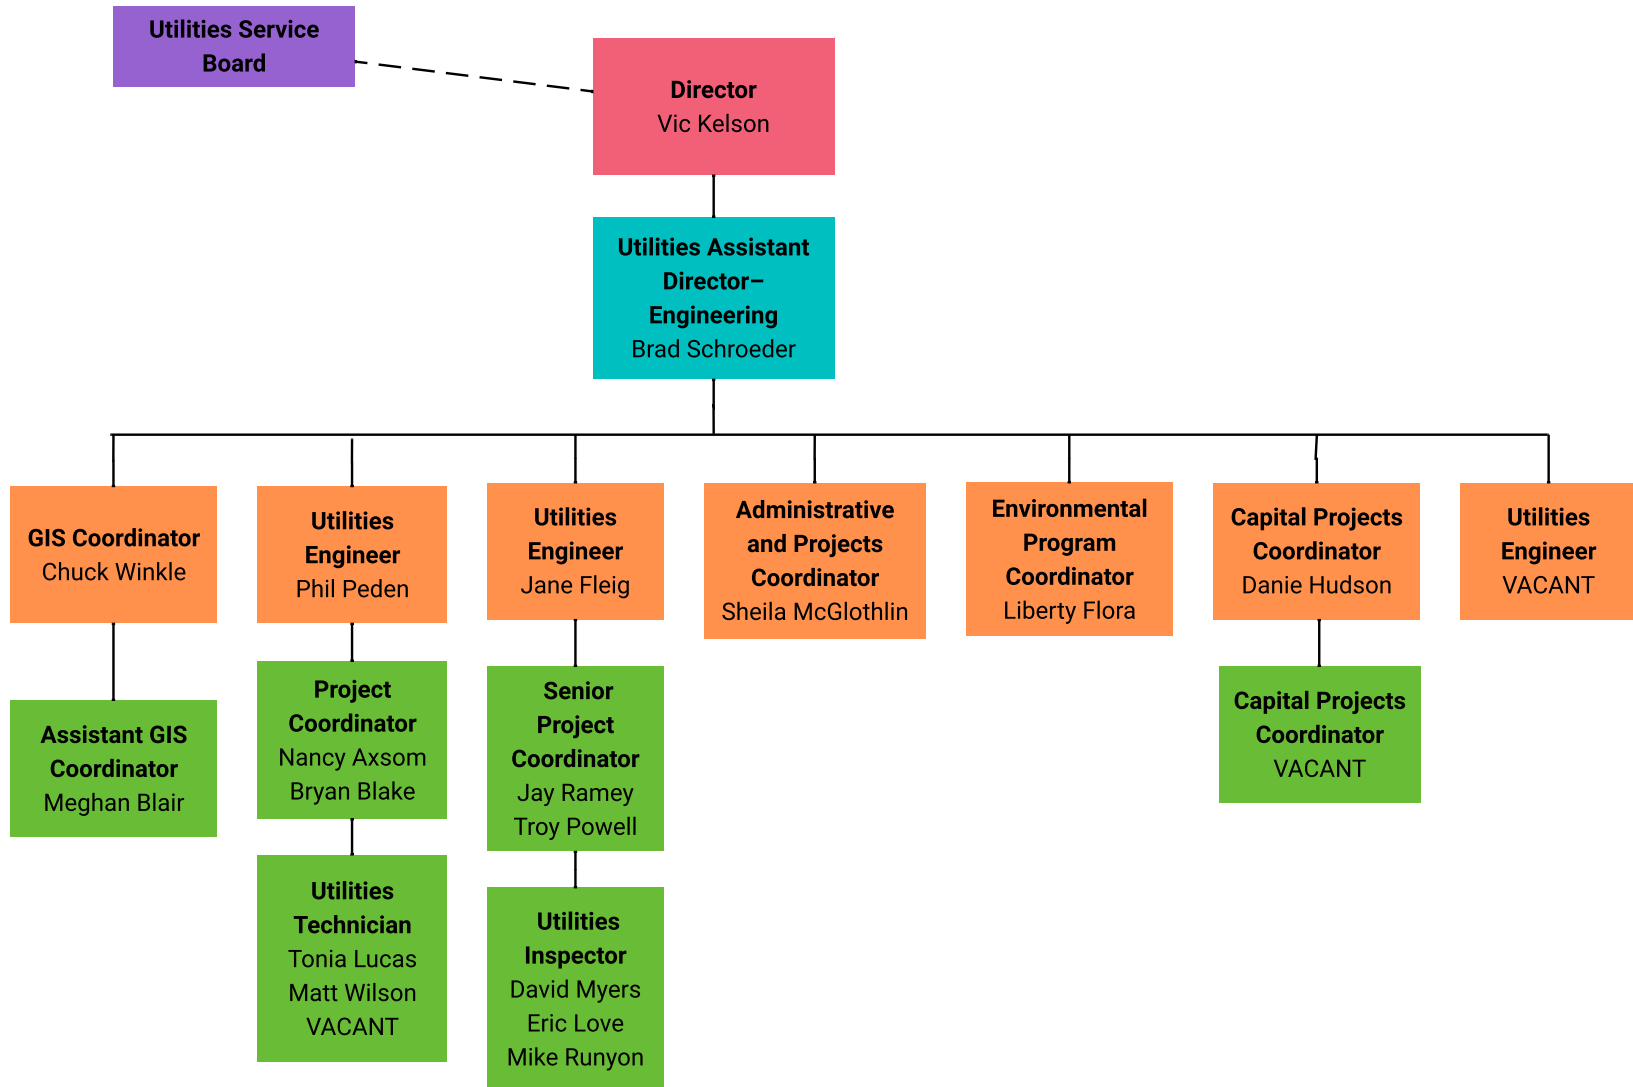 Utilities Service
Board
Director
Vic Kelson
Utilities Assistant
Director–
Engineering
Brad Schroeder
GIS Coordinator
Chuck Winkle
Utilities
Engineer
Phil Peden
Utilities
Engineer
Jane Fleig
Administrative
and Projects
Coordinator
Sheila McGlothlin
Environmental
Program
Coordinator
Liberty Flora
Capital Projects
Coordinator
Danie Hudson
Utilities
Engineer
VACANT
Assistant GIS
Coordinator
Meghan Blair
Project
Coordinator
Nancy Axsom
Bryan Blake
Senior
Project
Coordinator
Jay Ramey
Troy Powell
Capital Projects
Coordinator
VACANT
Utilities
Technician
Tonia Lucas
Matt Wilson
VACANT
Utilities
Inspector
David Myers
Eric Love
Mike Runyon